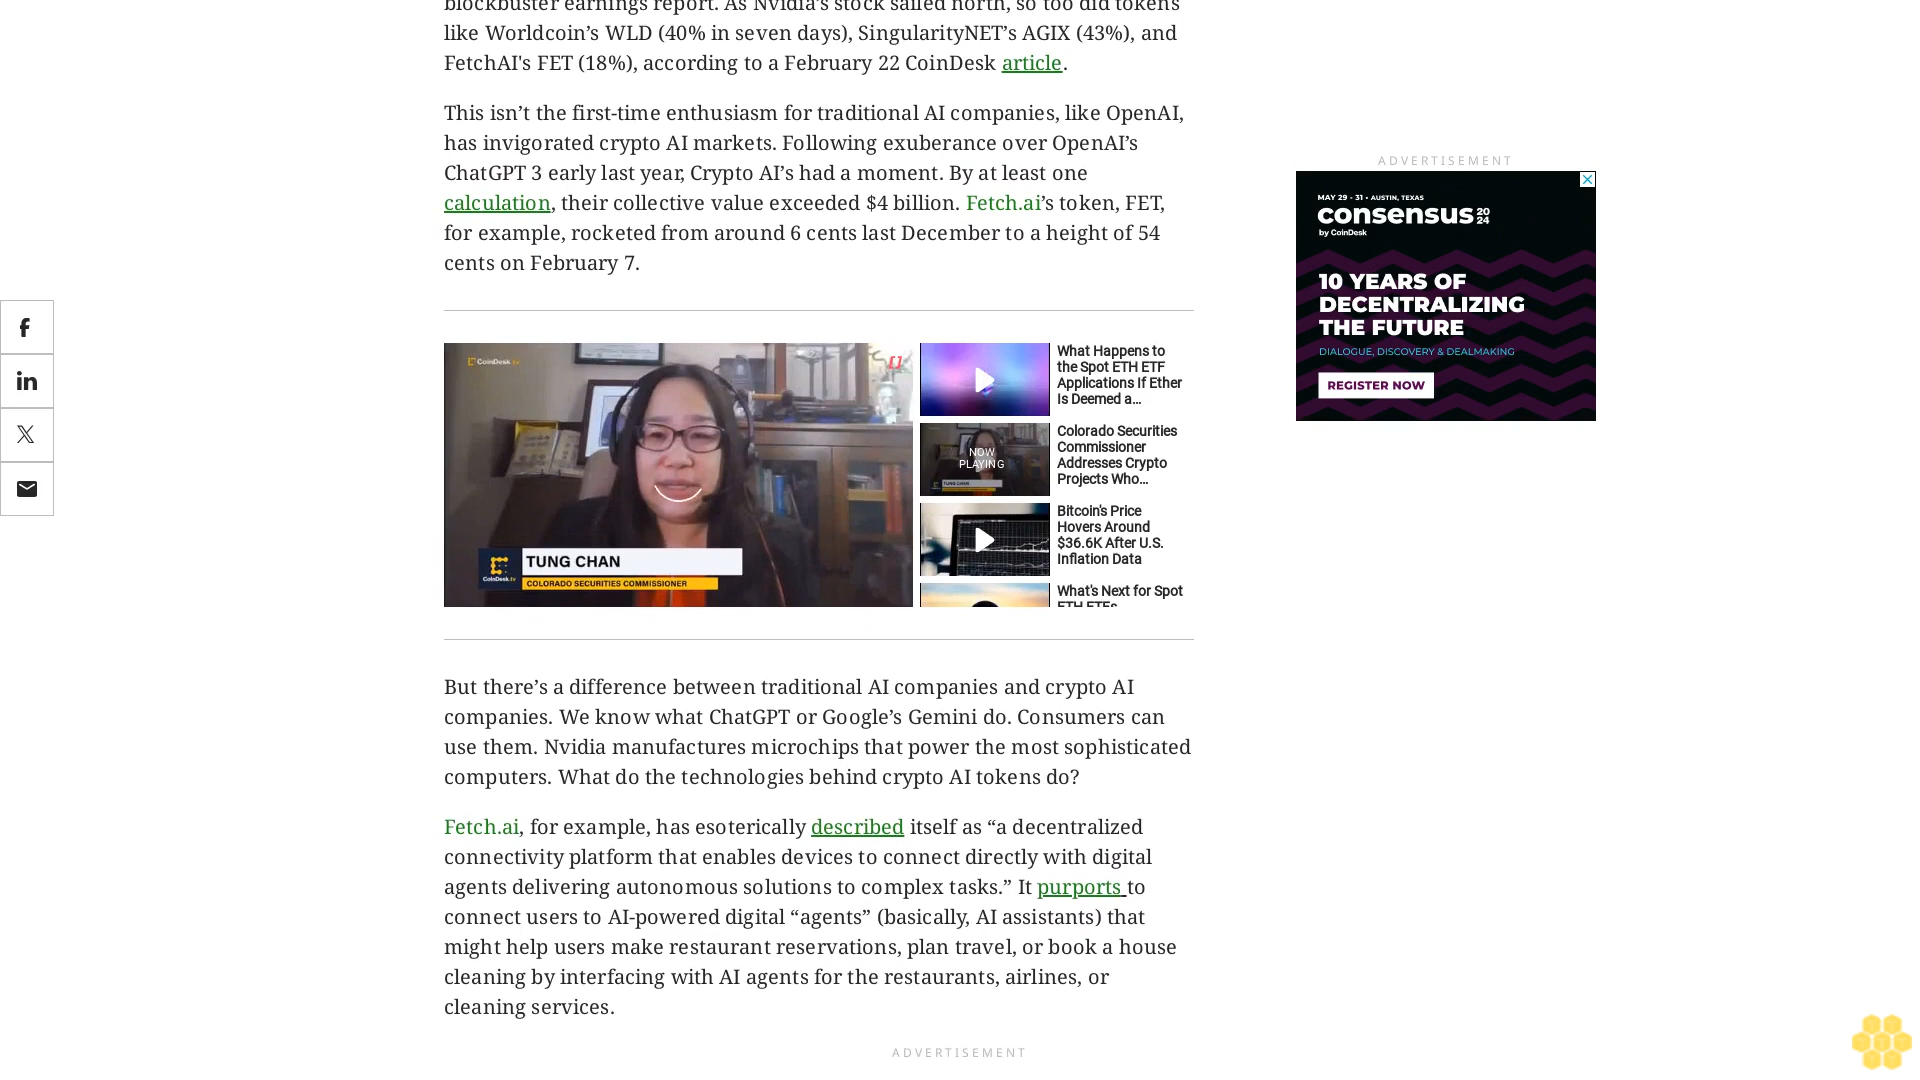 blockbuster earnings report. As Nvidia’s stock sailed north, so too did tokens
like Worldcoin’s WLD (40% in seven days), SingularityNET’s AGIX (43%), and
FetchAI's FET (18%), according to a February 22 CoinDesk article.
This isn’t the first-time enthusiasm for traditional AI companies, like OpenAI,
has invigorated crypto AI markets. Following exuberance over OpenAI’s
ChatGPT 3 early last year, Crypto AI’s had a moment. By at least one
calculation, their collective value exceeded $4 billion. Fetch.ai’s token, FET,
for example, rocketed from around 6 cents last December to a height of 54
cents on February 7.
CoinDesk.tv
TUNG CHAN
CoinDesk.tv
COLORADO SECURITIES COMMISSIONER
What Happens to
the Spot ETH ETF
Applications If Ether
Is Deemed a...
NOW
PLAYING
TUNG CHAN
Colorado Securities
Commissioner
Addresses Crypto
Projects Who...
Bitcoin's Price
Hovers Around
$36.6K After U.S.
Inflation Data
What's Next for Spot
ETH ETFs
But there’s a difference between traditional AI companies and crypto AI
companies. We know what ChatGPT or Google’s Gemini do. Consumers can
use them. Nvidia manufactures microchips that power the most sophisticated
computers. What do the technologies behind crypto AI tokens do?
Fetch.ai, for example, has esoterically described itself as “a decentralized
connectivity platform that enables devices to connect directly with digital
agents delivering autonomous solutions to complex tasks.” It purports to
connect users to AI-powered digital “agents” (basically, AI assistants) that
might help users make restaurant reservations, plan travel, or book a house
cleaning by interfacing with AI agents for the restaurants, airlines, or
cleaning services.
ADVERTISEMENT
ADVERTISEMENT
MAY 29 - 31 • AUSTIN, TEXAS
consensus 20
24
by CoinDesk
10 YEARS OF
DECENTRALIZING
THE FUTURE
DIALOGUE, DISCOVERY & DEALMAKING
REGISTER NOW